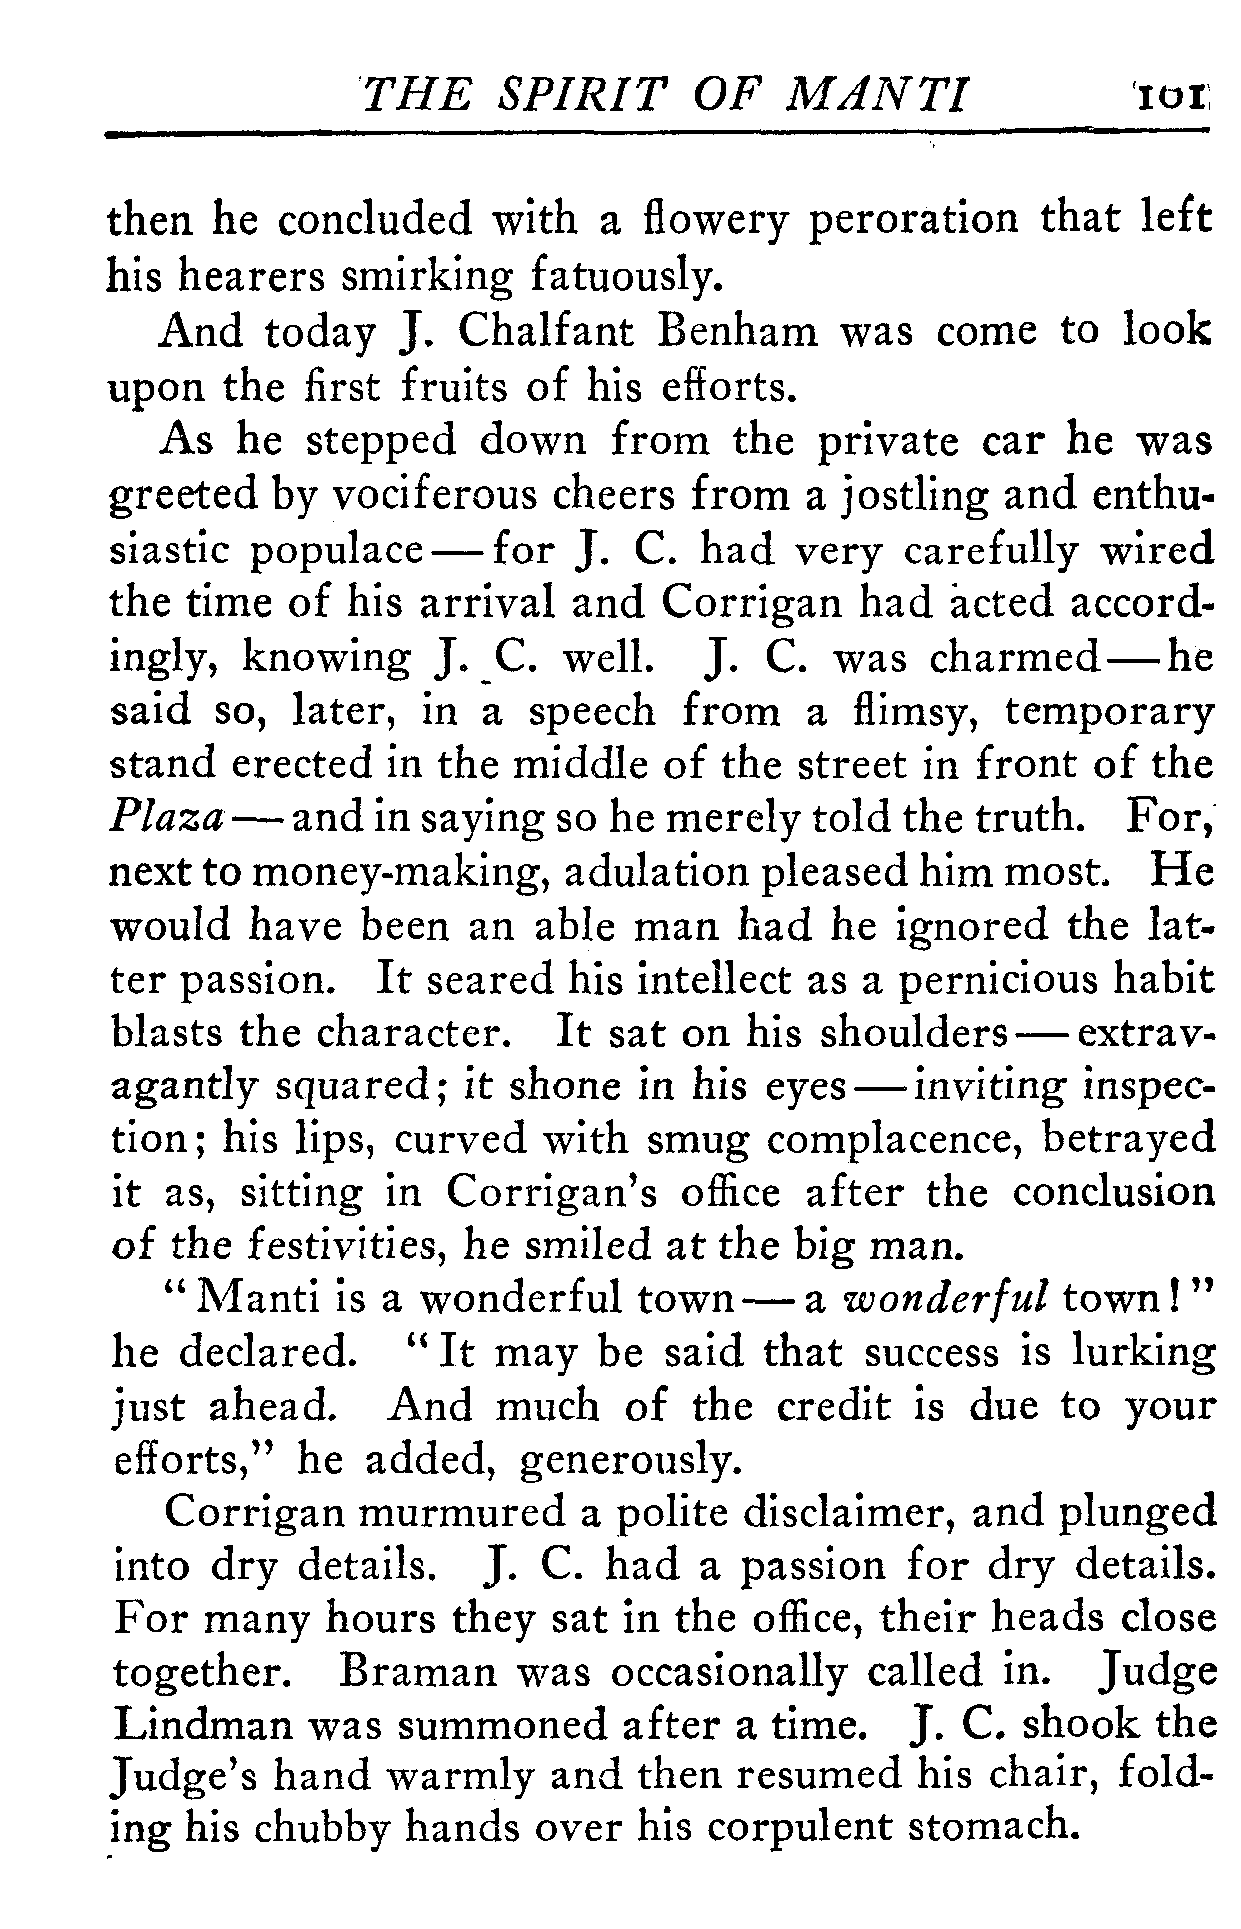 THE SPIRIT OF MANTI 101
then he concluded with a flowery peroration that left
his hearers smirking fatuously.
And today J. Chalfant Benham was come to look
upon the first fruits of his efforts.
As he stepped down from the private car he was
greeted by vociferous cheers from a jostling and enthu-
siastic populace — for J. C. had very carefully wired
the time of his arrival and Corrigan had acted accord-
ingly, knowing J. C. well. J. C. was charmed — he
said so, later, in a speech from a flimsy, temporary
stand erected in the middle of the street in front of the
Plaza — and in saying so he merely told the truth. For,
next to money-making, adulation pleased him most. He
would have been an able man had he ignored the lat-
ter passion. It seared his intellect as a pernicious habit
blasts the character. It sat on his shoulders — extrav-
agantly squared; it shone in his eyes — inviting inspec-
tion; his lips, curved with smug complacence, betrayed
it as, sitting in Corrigan's office after the conclusion
of the festivities, he smiled at the big man.
"Manti is a wonderful town — a wonderful town!"
he declared. "It may be said that success is lurking
just ahead. And much of the credit is due to your
efforts," he added, generously.
Corrigan murmured a polite disclaimer, and plunged
into dry details. J. C. had a passion for dry details.
For many hours they sat in the office, their heads close
together. Braman was occasionally called in. Judge
Lindman was summoned after a time. J. C. shook the
Judge's hand warmly and then resumed his chair, fold-
ing his chubby hands over his corpulent stomach.